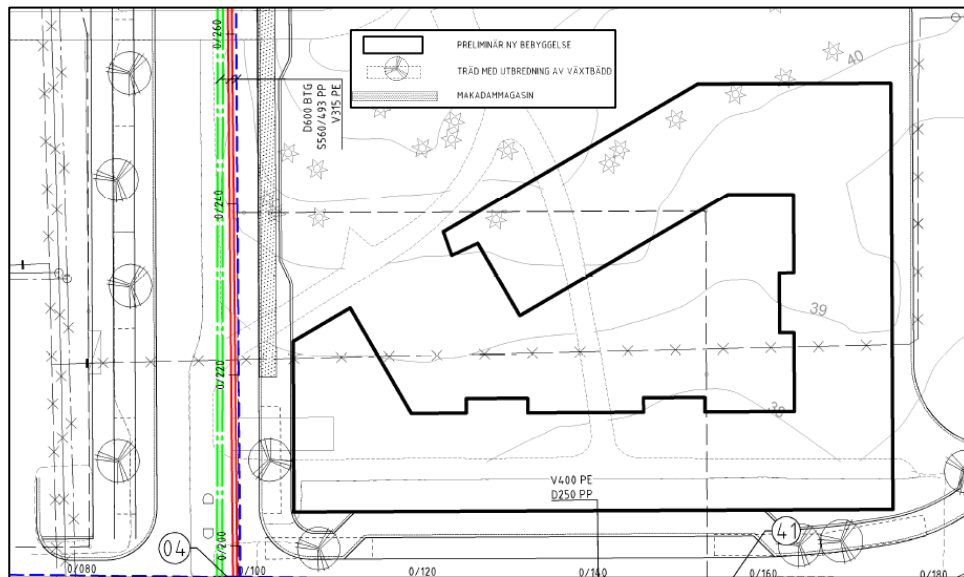 0/260
PRELIMINÄR NY BEBYGGELSE
TRÄD MED UTBREDNING AV VÄXTBÄDD
MAKADAMMAGASIN
D600 BTG
S560/493 PP
V315 PE
40
0/240
39
0/220
38
V400 PE
D250 PP
0/200
04
41
0/080
0/100
0/120
0/140
0/160
0/180